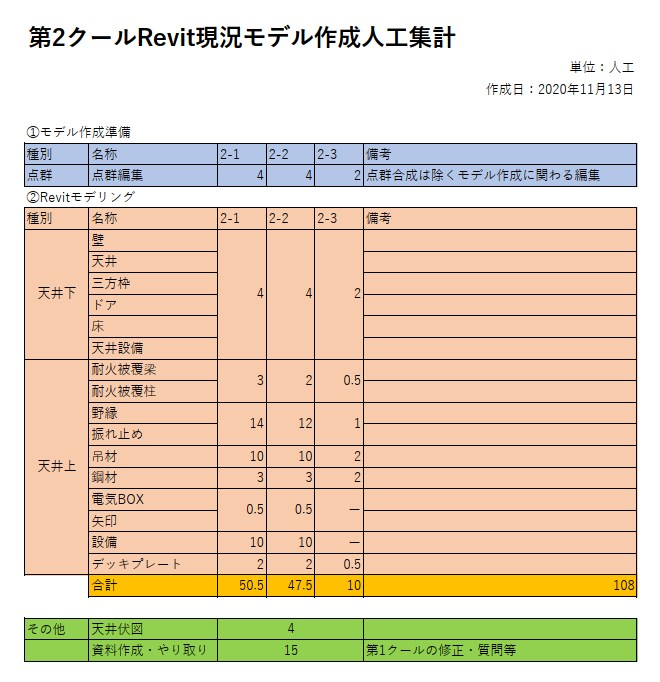 第2クールRevit現況モデル作成人工集計
単位：人工
作成日：2020年11月13日
①モデル作成準備
種別 名称 2-1 2-2 2-3 備考
点群 点群編集 4 4 2 点群合成は除くモデル作成に関わる編集
②Revitモデリング
種別 名称 2-1 2-2 2-3 備考
天井下 壁 4 4 2
天井
三方枠
ドア
床
天井設備
天井上 耐火被覆梁 3 2 0.5
耐火被覆柱
野縁 14 12 1
振れ止め
吊材 10 10 2
鋼材 3 3 2
電気BOX 0.5 0.5 ー
矢印
設備 10 10 ー
デッキプレート 2 2 0.5
合計 50.5 47.5 10 108
その他 天井伏図 4
資料作成・やり取り 15 第1クールの修正・質問等